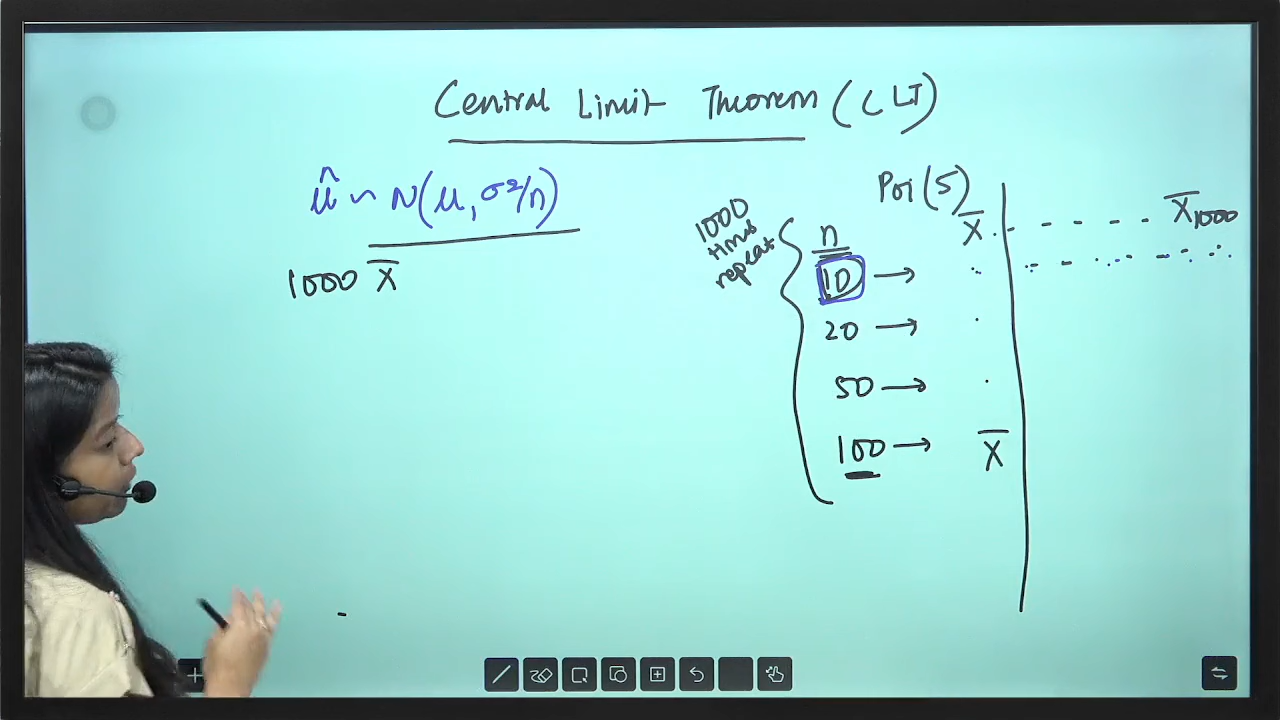 Central Limit Theorem (CLT)
μ̂ ~ N(μ, σ²/n)
1000 X̄
Poi(5)
1000
times
repeat
n X̄ - - - - X̄1000
10 →
20 →
50 →
100 → X̄